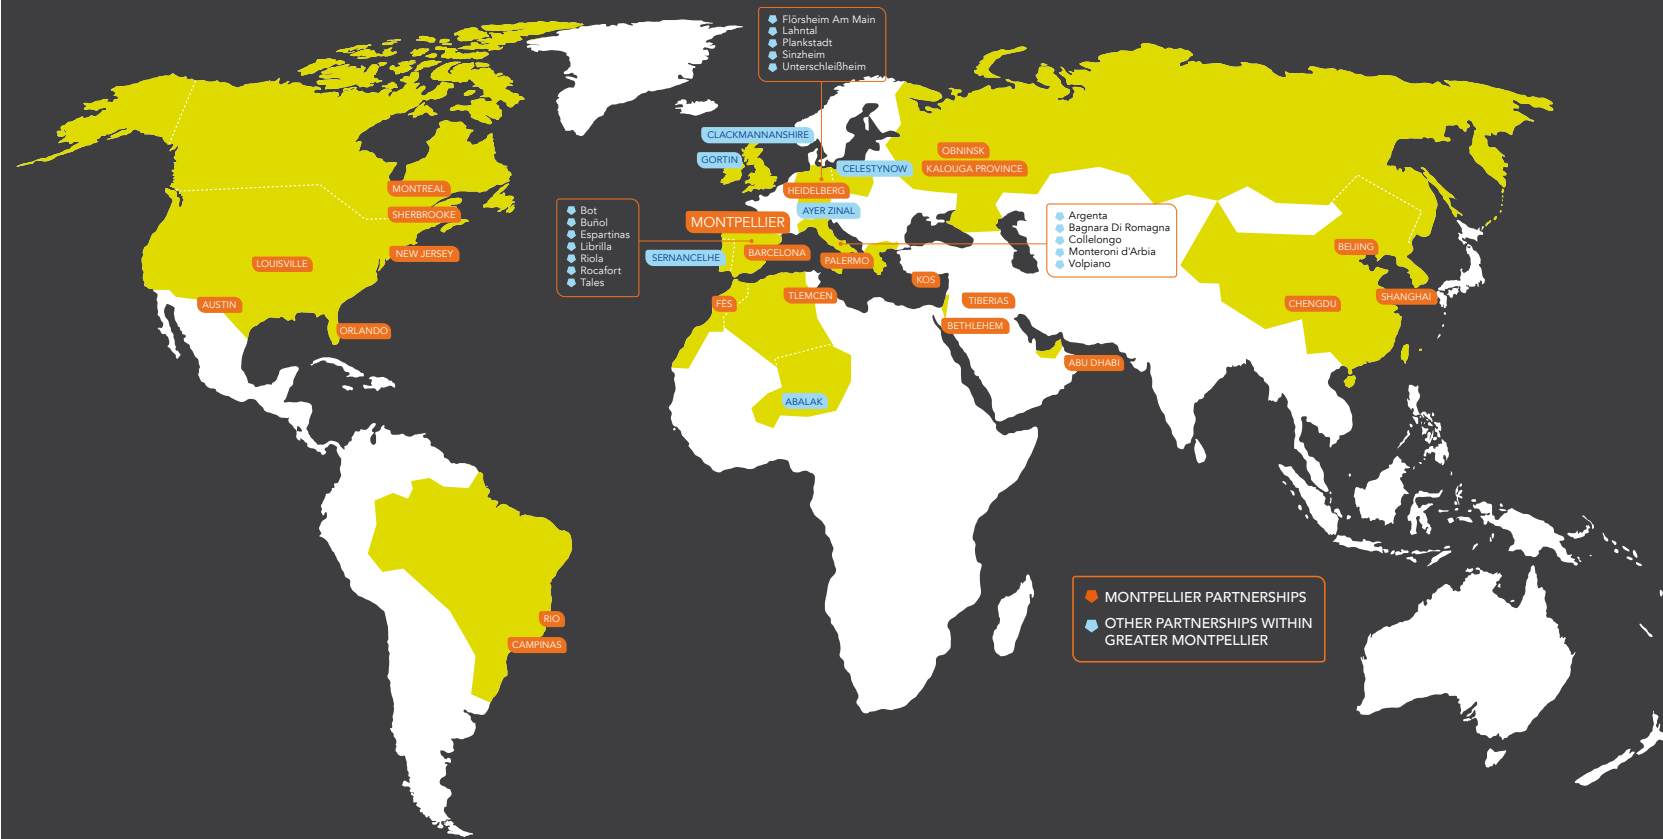 Flörsheim Am Main
Lahntal
Plankstadt
Sinzheim
Unterschleißheim
CLACKMANNANSHIRE
GORTIN
CELESTYNOW
OBNINSK
KALOUGA PROVINCE
HEIDELBERG
AYER ZINAL
MONTPELLIER
SERNANCELHE
BARCELONA
PALERMO
Bot
Buñol
Espartinas
Librilla
Riola
Rocafort
Tales
Argenta
Bagnara Di Romagna
Collelongo
Monteroni d'Arbia
Volpiano
MONTREAL
SHERBROOKE
NEW JERSEY
LOUISVILLE
AUSTIN
ORLANDO
FÈS
TLEMCEN
KOS
TIBERIAS
BETHLEHEM
ABU DHABI
BEIJING
CHENGDU
SHANGHAI
ABALAK
RIO
CAMPINAS
MONTPELLIER PARTNERSHIPS
OTHER PARTNERSHIPS WITHIN
GREATER MONTPELLIER